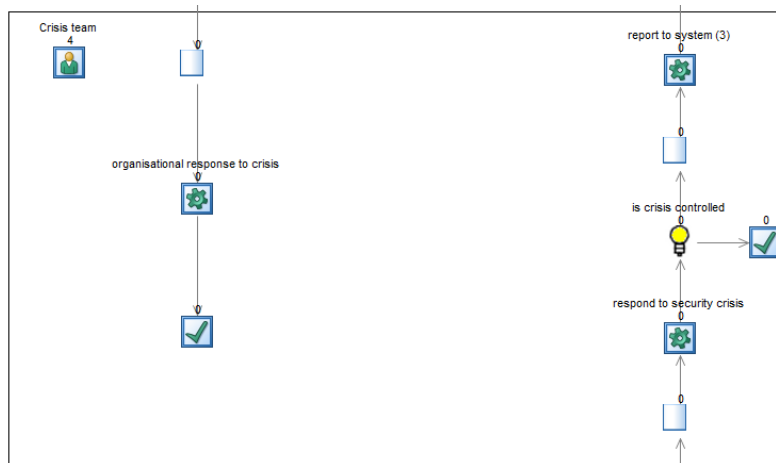 Crisis team
4
0
organisational response to crisis
0
0
report to system (3)
0
0
is crisis controlled
0
0
respond to security crisis
0
0